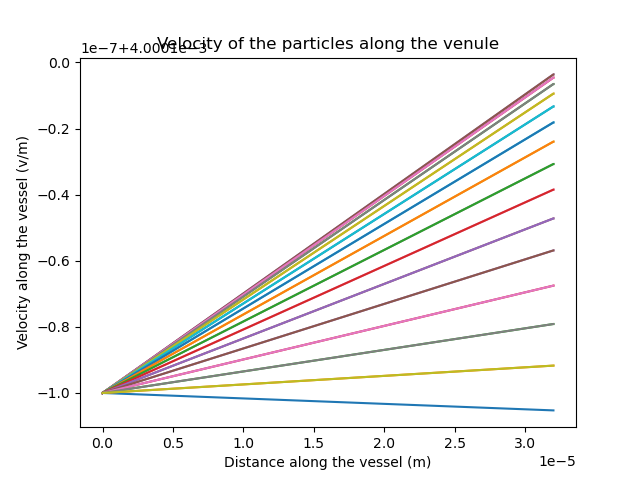 Velocity of the particles along the venule
1e−7+4.0001e−3
0.0
−0.2
−0.4
−0.6
−0.8
−1.0
Velocity along the vessel (v/m)
0.0 0.5 1.0 1.5 2.0 2.5 3.0
1e−5
Distance along the vessel (m)